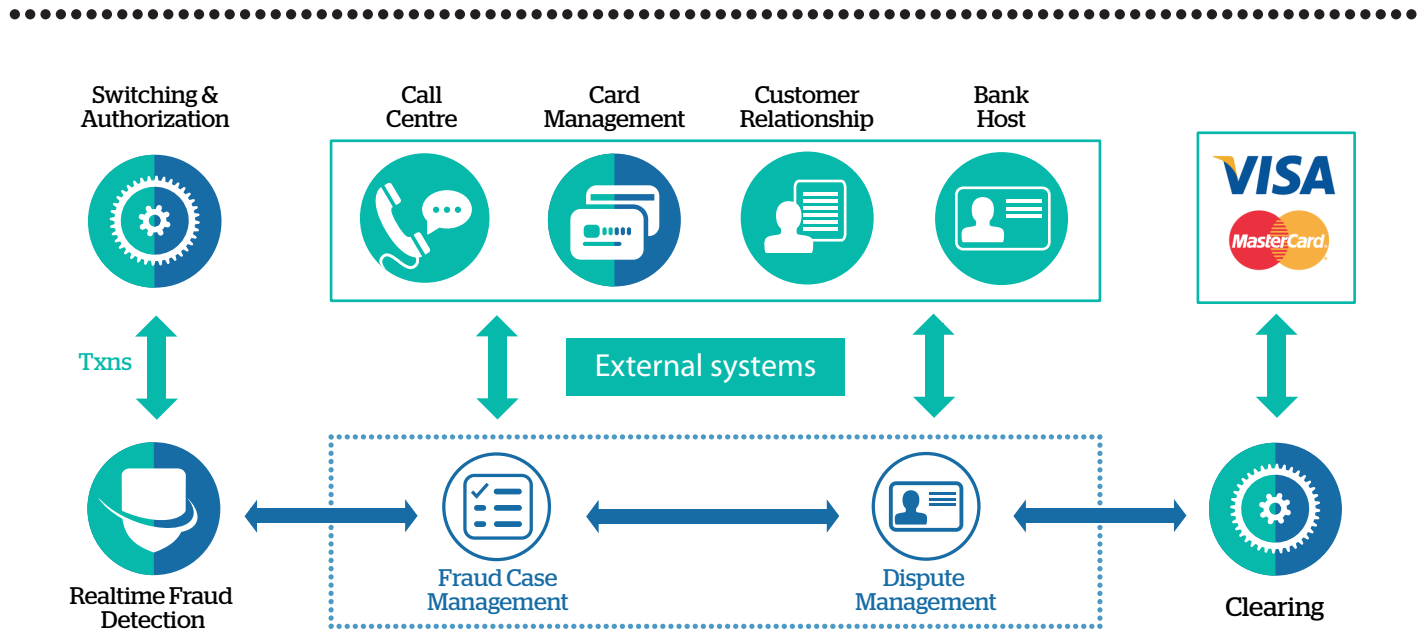 Switching &
Authorization
Call
Centre
Card
Management
Customer
Relationship
Bank
Host
VISA
MasterCard.
Txns
External systems
Realtime Fraud
Detection
Fraud Case
Management
Dispute
Management
Clearing